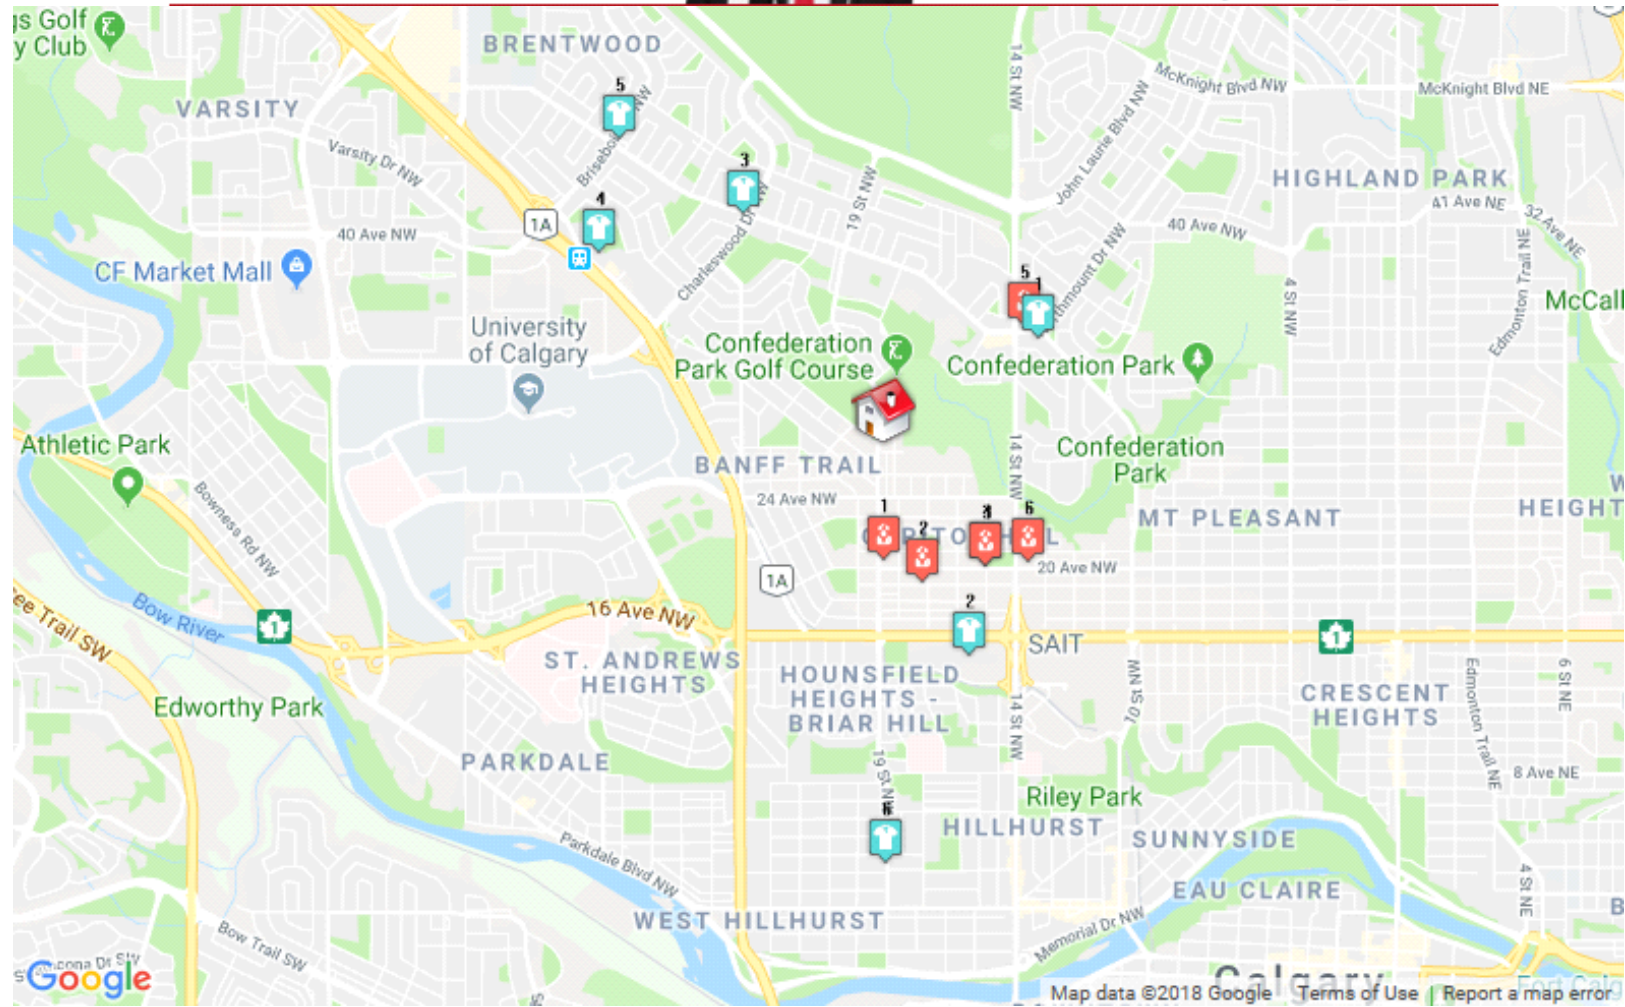 gs Golf
y Club
BRENTWOOD
14 St NW
McKnight Blvd NW
McKnight Blvd NE
VARSITY
5
Varsity Dr NW
3
John Laurie Blvd NW
HIGHLAND PARK
41 Ave NE
32 Ave NE
4
19 St NW
1A
40 Ave NW
40 Ave NW
CF Market Mall
Charleswood Dr NW
5
1
4 St NW
Edmonton Trail NE
McCall
University
of Calgary
Confederation
Park Golf Course
Confederation Park
Athletic Park
BANFF TRAIL
14 St NW
Confederation
Park
24 Ave NW
Bowness Rd NW
1
2
6
MT PLEASANT
HEIGHT
20 Ave NW
1A
Bow River
1
16 Ave NW
2
SAIT
1
ee Trail SW
ST. ANDREWS
HEIGHTS
HOUNSFIELD
HEIGHTS -
BRIAR HILL
10 St NW
Edmonton Trail NE
6 St NE
CRESCENT
HEIGHTS
Edworthy Park
14 St NW
PARKDALE
8 Ave NE
Riley Park
HILLHURST
SUNNYSIDE
Parkdale Blvd NW
EAU CLAIRE
4 St NE
WEST HILLHURST
Memorial Dr NW
Bow Trail SW
Google
Calgary
Map data ©2018 Google
Terms of Use
Report a map error